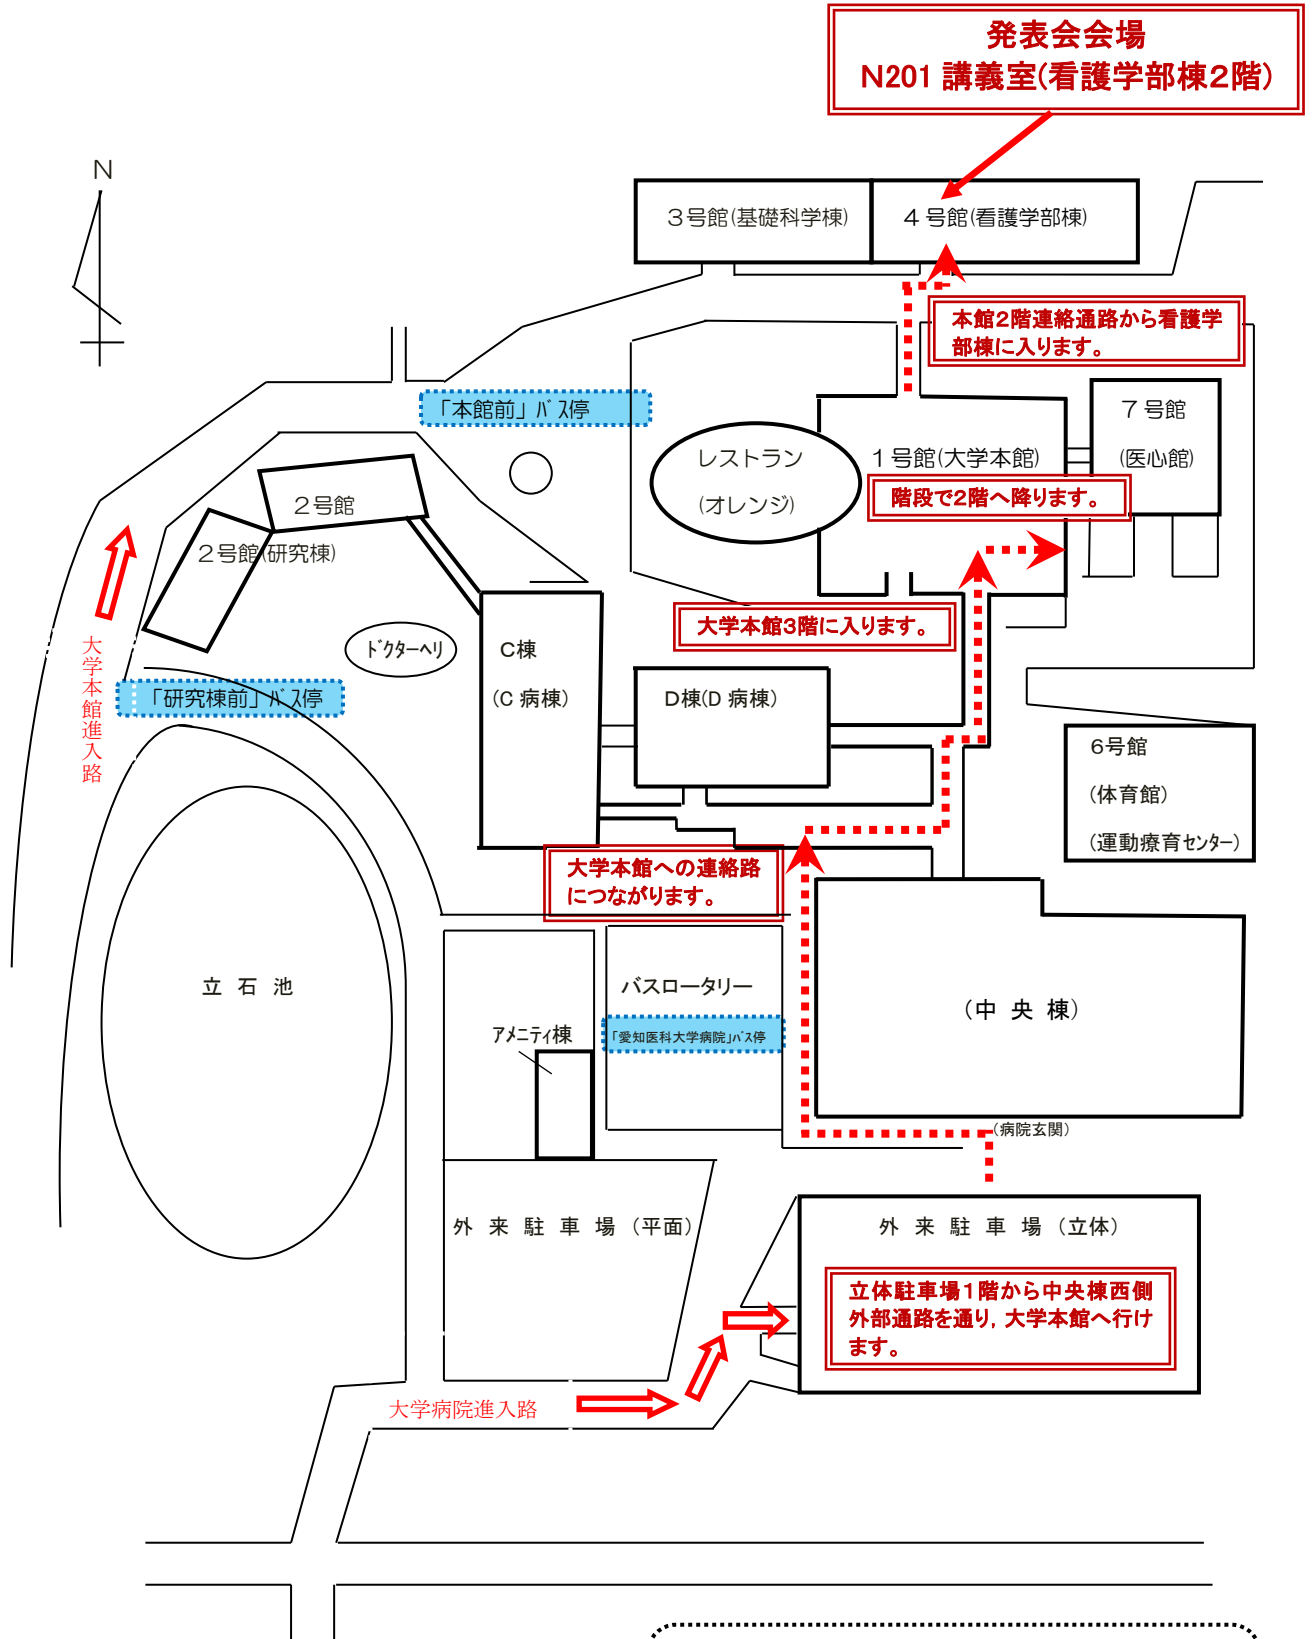 発表会会場
N201 講義室(看護学部棟2階)
N
3号館(基礎科学棟)
4 号館(看護学部棟)
本館2階連絡通路から看護学
部棟に入ります。
「本館前」バス停
7 号館
(医心館)
レストラン
(オレンジ)
1号館(大学本館)
階段で2階へ降ります。
2号館
2号館(研究棟)
大学本館3階に入ります。
ドクターヘリ
C棟
(C 病棟)
D棟(D 病棟)
大学本館進入路
「研究棟前」バス停
6号館
(体育館)
(運動療育センター)
大学本館への連絡路
につながります。
立 石 池
バスロータリー
アメニティ棟
「愛知医科大学病院」バス停
(中 央 棟)
(病院玄関)
外 来 駐 車 場 (平面)
外 来 駐 車 場 (立体)
立体駐車場1階から中央棟西側
外部通路を通り, 大学本館へ行け
ます。
大学病院進入路